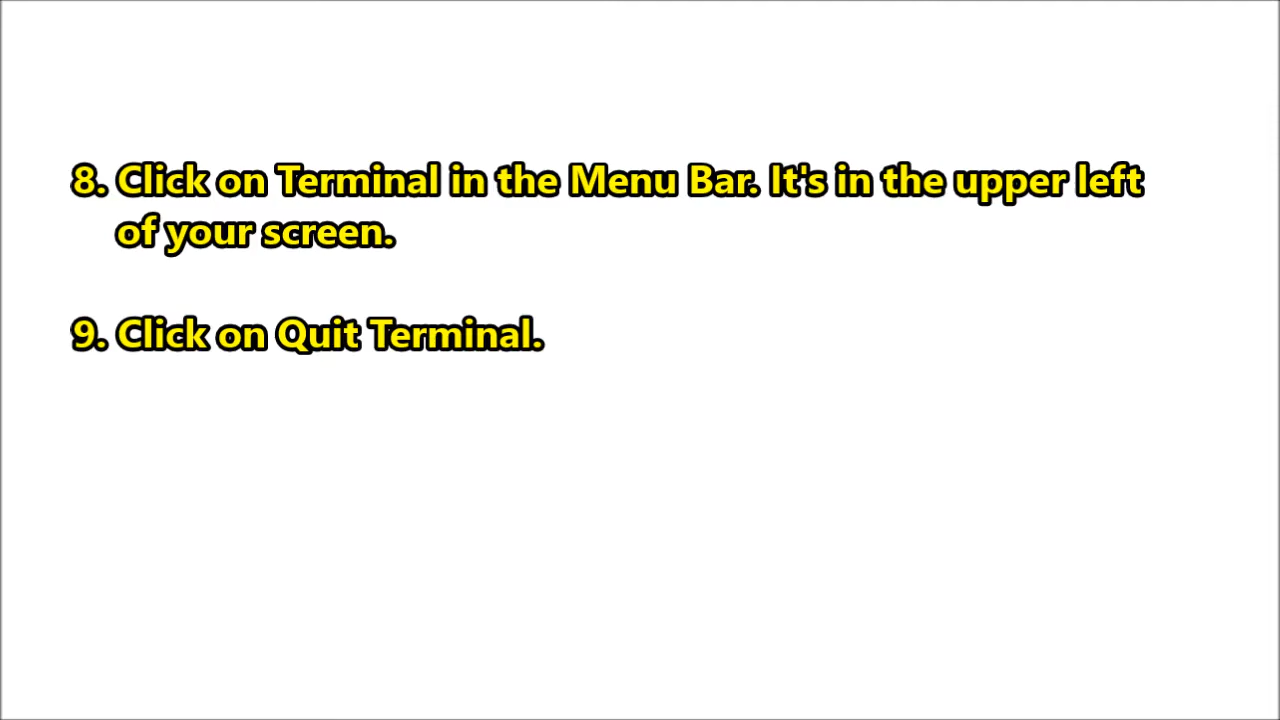 8. Click on Terminal in the Menu Bar. It's in the upper left
of your screen.
9. Click on Quit Terminal.